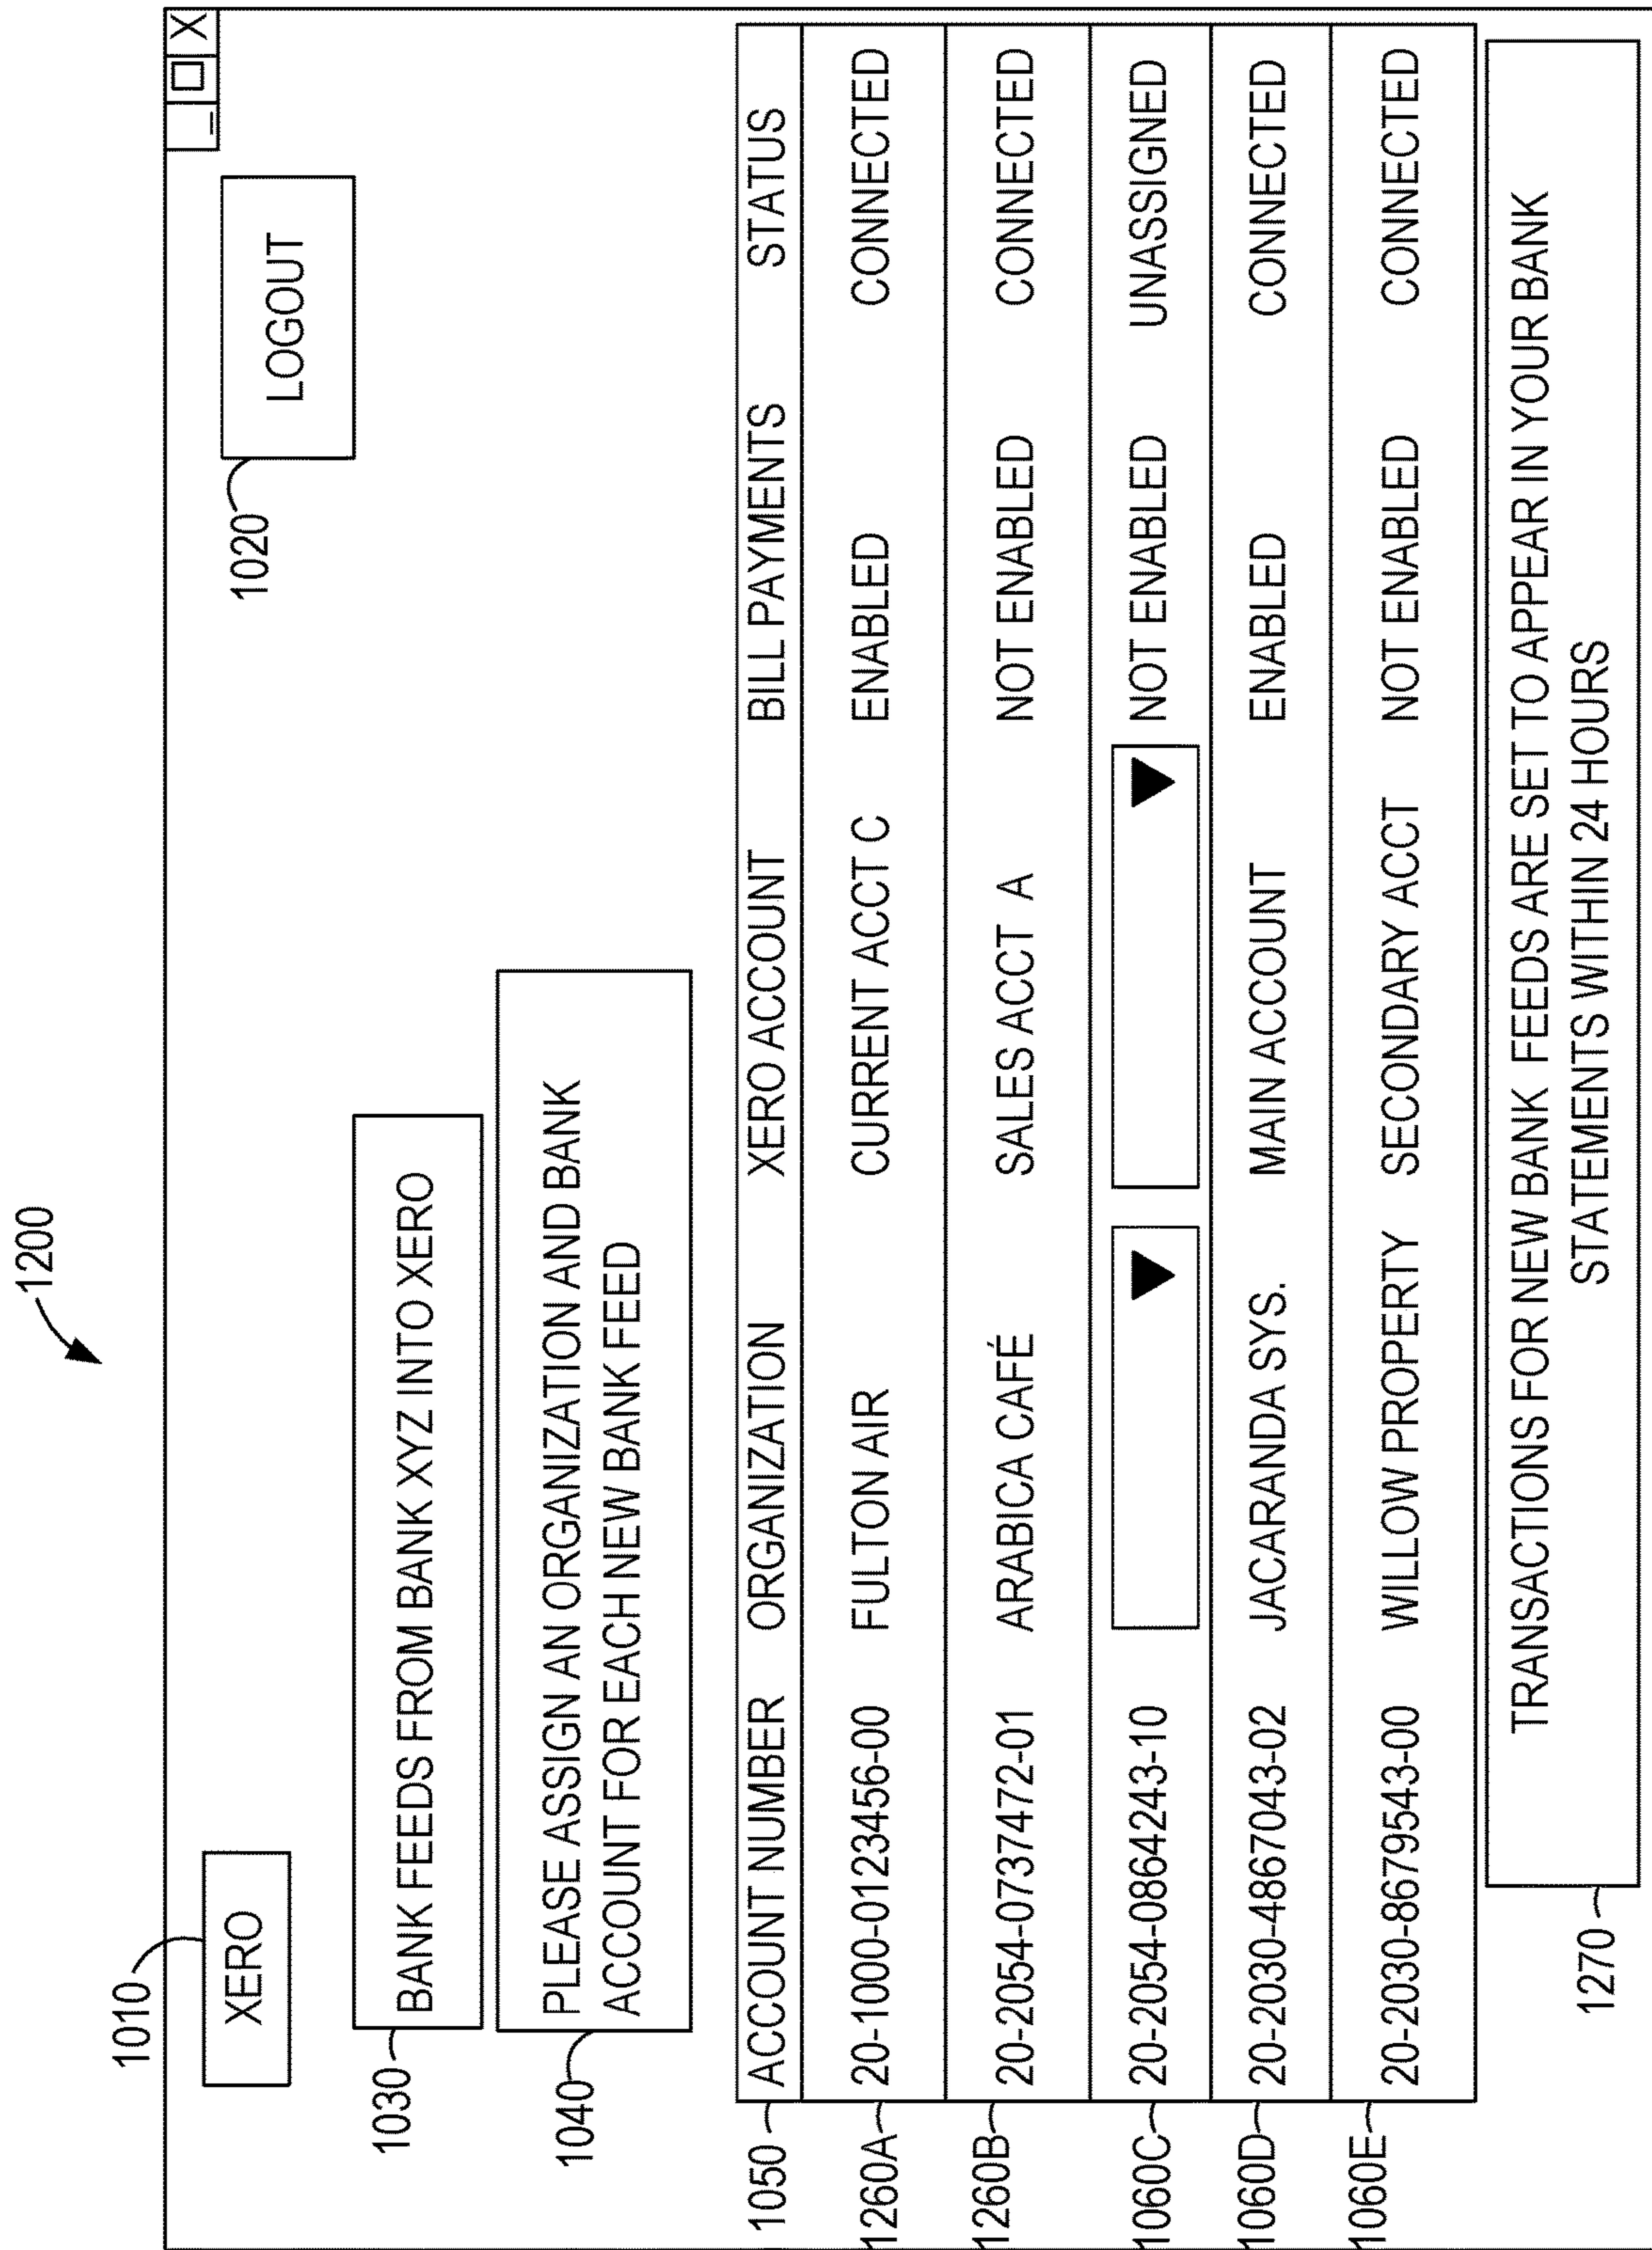 1200
1010
XERO
1020
LOGOUT
_ X
1030
BANK FEEDS FROM BANK XYZ INTO XERO
1040
PLEASE ASSIGN AN ORGANIZATION AND BANK
ACCOUNT FOR EACH NEW BANK FEED
1050 ACCOUNT NUMBER ORGANIZATION XERO ACCOUNT BILL PAYMENTS STATUS
1260A 20-1000-0123456-00 FULTON AIR CURRENT ACCT C ENABLED CONNECTED
1260B 20-2054-0737472-01 ARABICA CAFÉ SALES ACCT A NOT ENABLED CONNECTED
1060C 20-2054-0864243-10 NOT ENABLED UNASSIGNED
1060D 20-2030-4867043-02 JACARANDA SYS. MAIN ACCOUNT ENABLED CONNECTED
1060E 20-2030-8679543-00 WILLOW PROPERTY SECONDARY ACCT NOT ENABLED CONNECTED
TRANSACTIONS FOR NEW BANK FEEDS ARE SET TO APPEAR IN YOUR BANK
STATEMENTS WITHIN 24 HOURS
1270